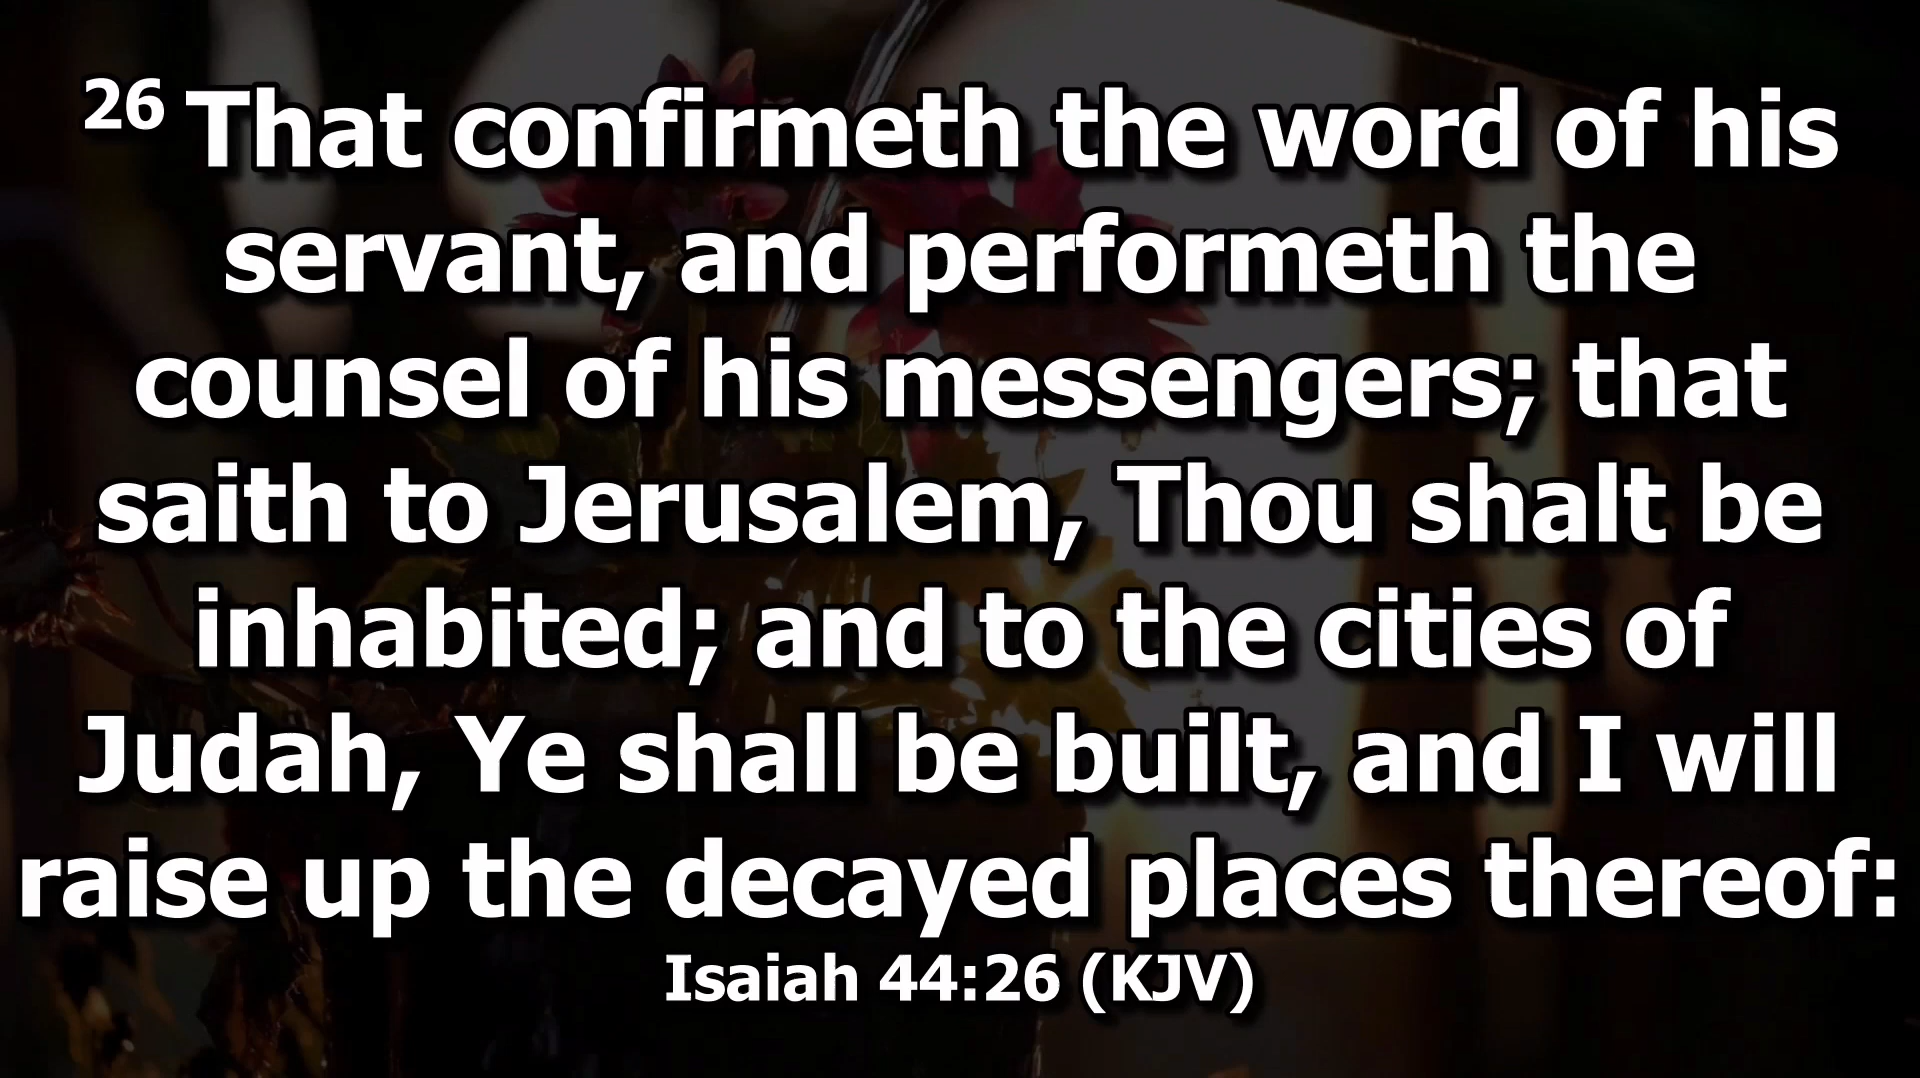 26 That confirmeth the word of his
servant, and performeth the
counsel of his messengers; that
saith to Jerusalem, Thou shalt be
inhabited; and to the cities of
Judah, Ye shall be built, and I will
raise up the decayed places thereof:
Isaiah 44:26 (KJV)